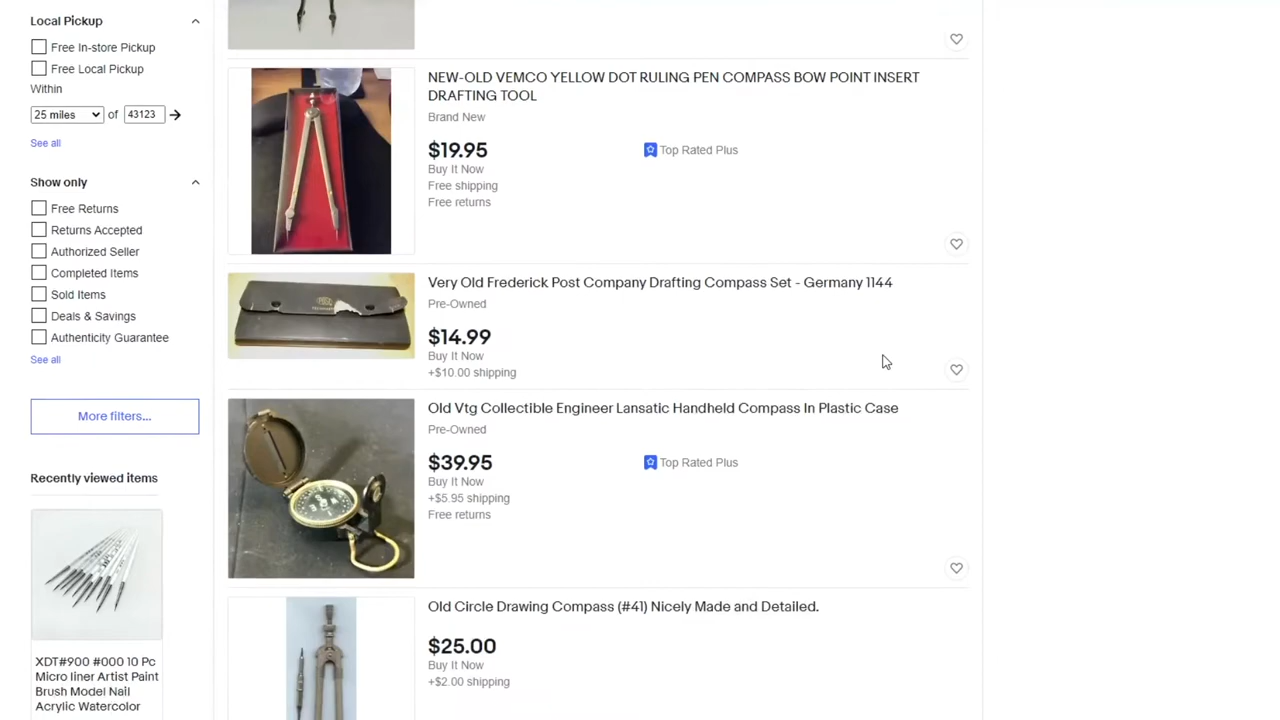 Local Pickup
Free In-store Pickup
Free Local Pickup
Within
25 miles of 43123
See all
Show only
Free Returns
Returns Accepted
Authorized Seller
Completed Items
Sold Items
Deals & Savings
Authenticity Guarantee
See all
More filters...
Recently viewed items
XDT#900 #000 10 Pc
Micro liner Artist Paint
Brush Model Nail
Acrylic Watercolor
NEW-OLD VEMCO YELLOW DOT RULING PEN COMPASS BOW POINT INSERT
DRAFTING TOOL
Brand New
$19.95
Top Rated Plus
Buy It Now
Free shipping
Free returns
Very Old Frederick Post Company Drafting Compass Set - Germany 1144
Pre-Owned
$14.99
Buy It Now
+$10.00 shipping
Old Vtg Collectible Engineer Lansatic Handheld Compass In Plastic Case
Pre-Owned
$39.95
Top Rated Plus
Buy It Now
+$5.95 shipping
Free returns
Old Circle Drawing Compass (#41) Nicely Made and Detailed.
$25.00
Buy It Now
+$2.00 shipping